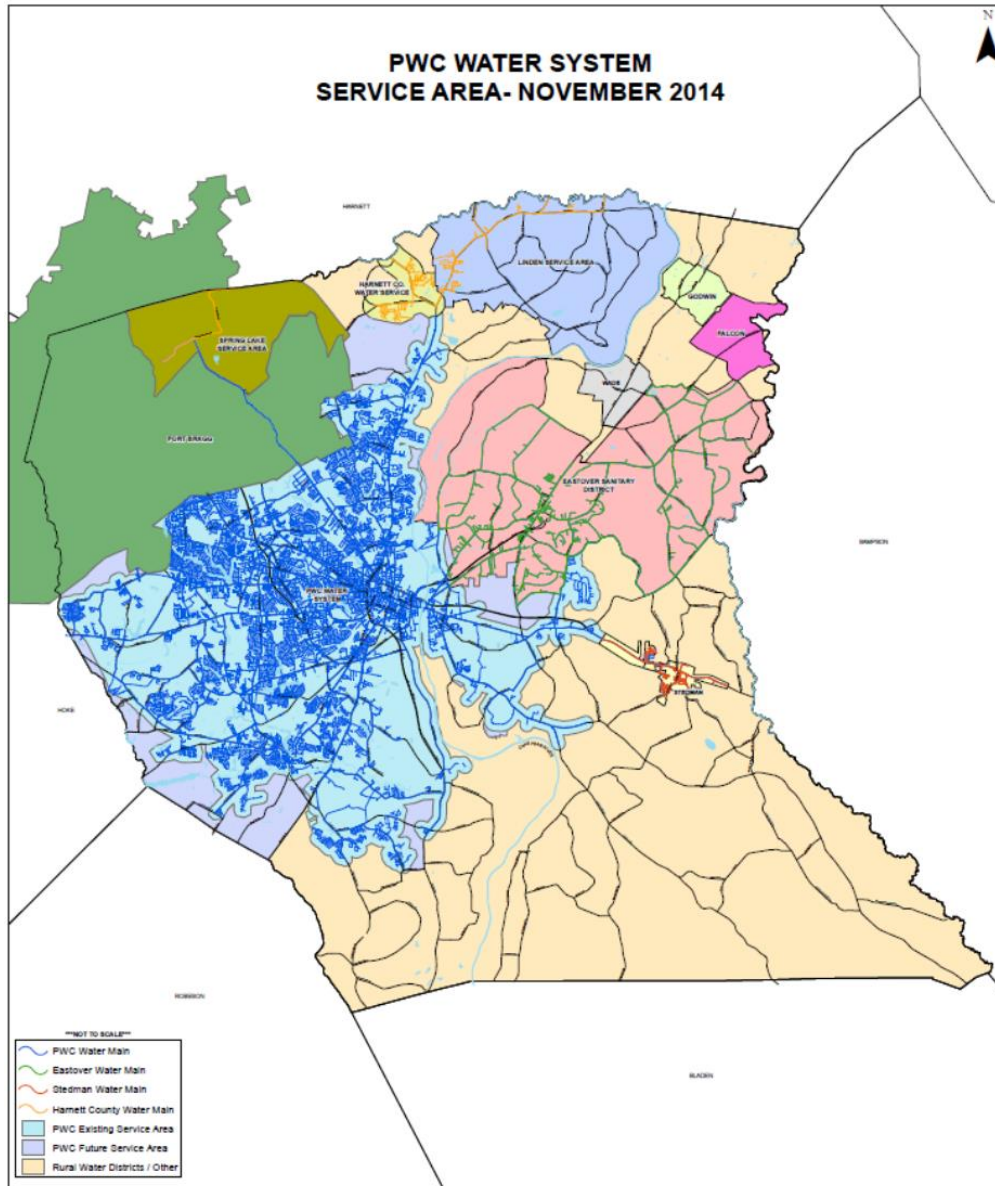 N
PWC WATER SYSTEM
SERVICE AREA- NOVEMBER 2014
HARNETT
LINDEN SERVICE AREA
HARNETT CO.
WATER SERVICE
GODWIN
FALCON
SPRING LAKE
SERVICE AREA
WADE
FORT BRAGG
EASTOVER SANITARY
DISTRICT
SAMPSON
PWC WATER
SYSTEM
STEDMAN
HOKE
ROBESON
BLADEN
***NOT TO SCALE***
PWC Water Main
Eastover Water Main
Stedman Water Main
Harnett County Water Main
PWC Existing Service Area
PWC Future Service Area
Rural Water Districts / Other